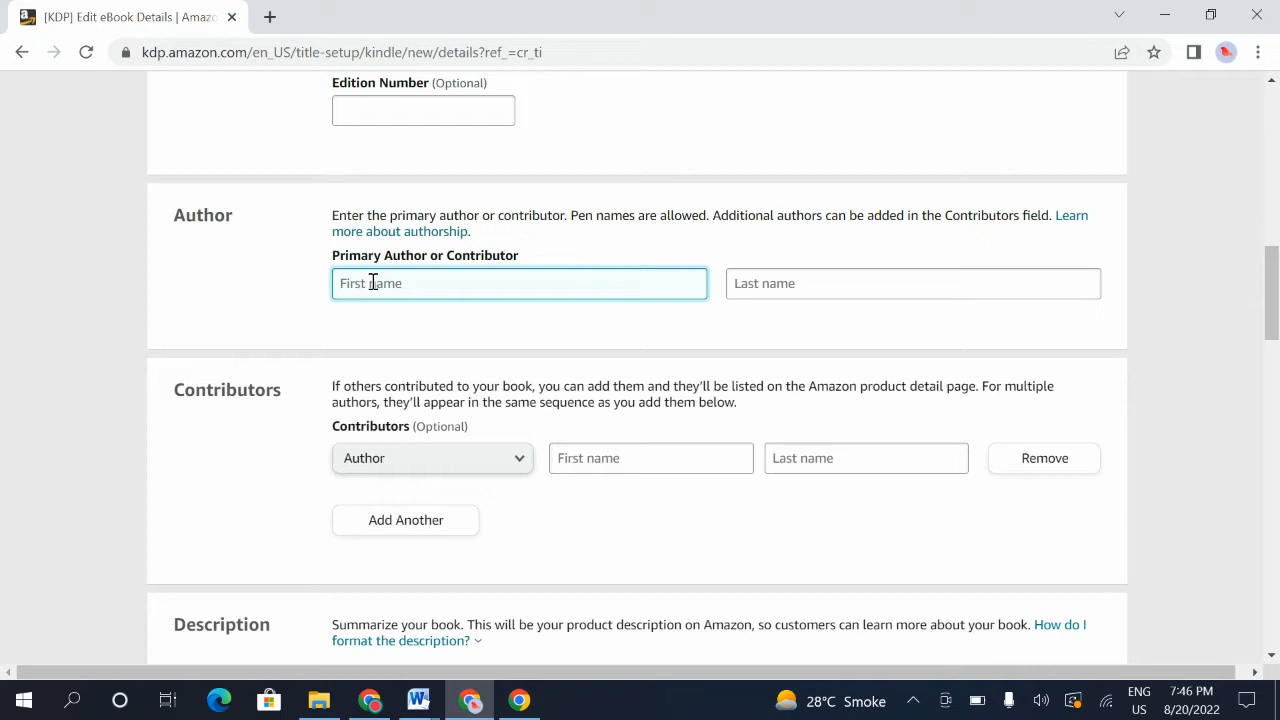 [KDP] Edit eBook Details | Amazo
kdp.amazon.com/en_US/title-setup/kindle/new/details?ref_=cr_ti
Edition Number (Optional)
Author
Enter the primary author or contributor. Pen names are allowed. Additional authors can be added in the Contributors field. Learn
more about authorship.
Primary Author or Contributor
First name
Last name
Contributors
If others contributed to your book, you can add them and they'll be listed on the Amazon product detail page. For multiple
authors, they'll appear in the same sequence as you add them below.
Contributors (Optional)
Author
First name
Last name
Remove
Add Another
Description
Summarize your book. This will be your product description on Amazon, so customers can learn more about your book. How do I
format the description?
28°C Smoke
ENG
US
7:46 PM
8/20/2022